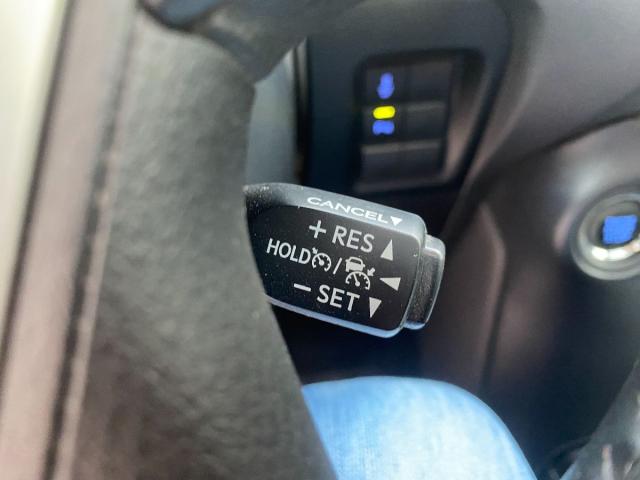 CANCEL▼
+ RES ▲
HOLD /
− SET ▼